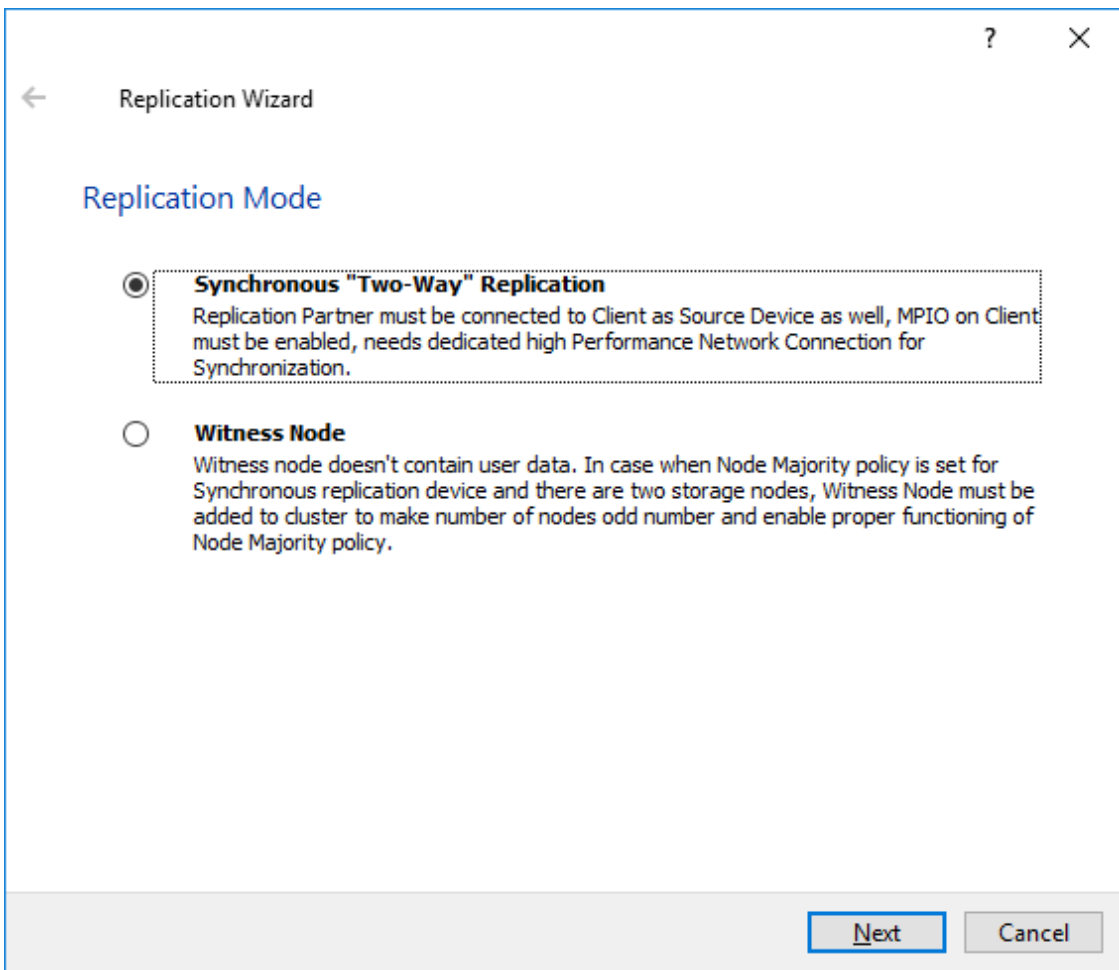 Replication Wizard
Replication Mode
Synchronous "Two-Way" Replication
Replication Partner must be connected to Client as Source Device as well, MPIO on Client
must be enabled, needs dedicated high Performance Network Connection for
Synchronization.
Witness Node
Witness node doesn't contain user data. In case when Node Majority policy is set for
Synchronous replication device and there are two storage nodes, Witness Node must be
added to cluster to make number of nodes odd number and enable proper functioning of
Node Majority policy.
Next
Cancel